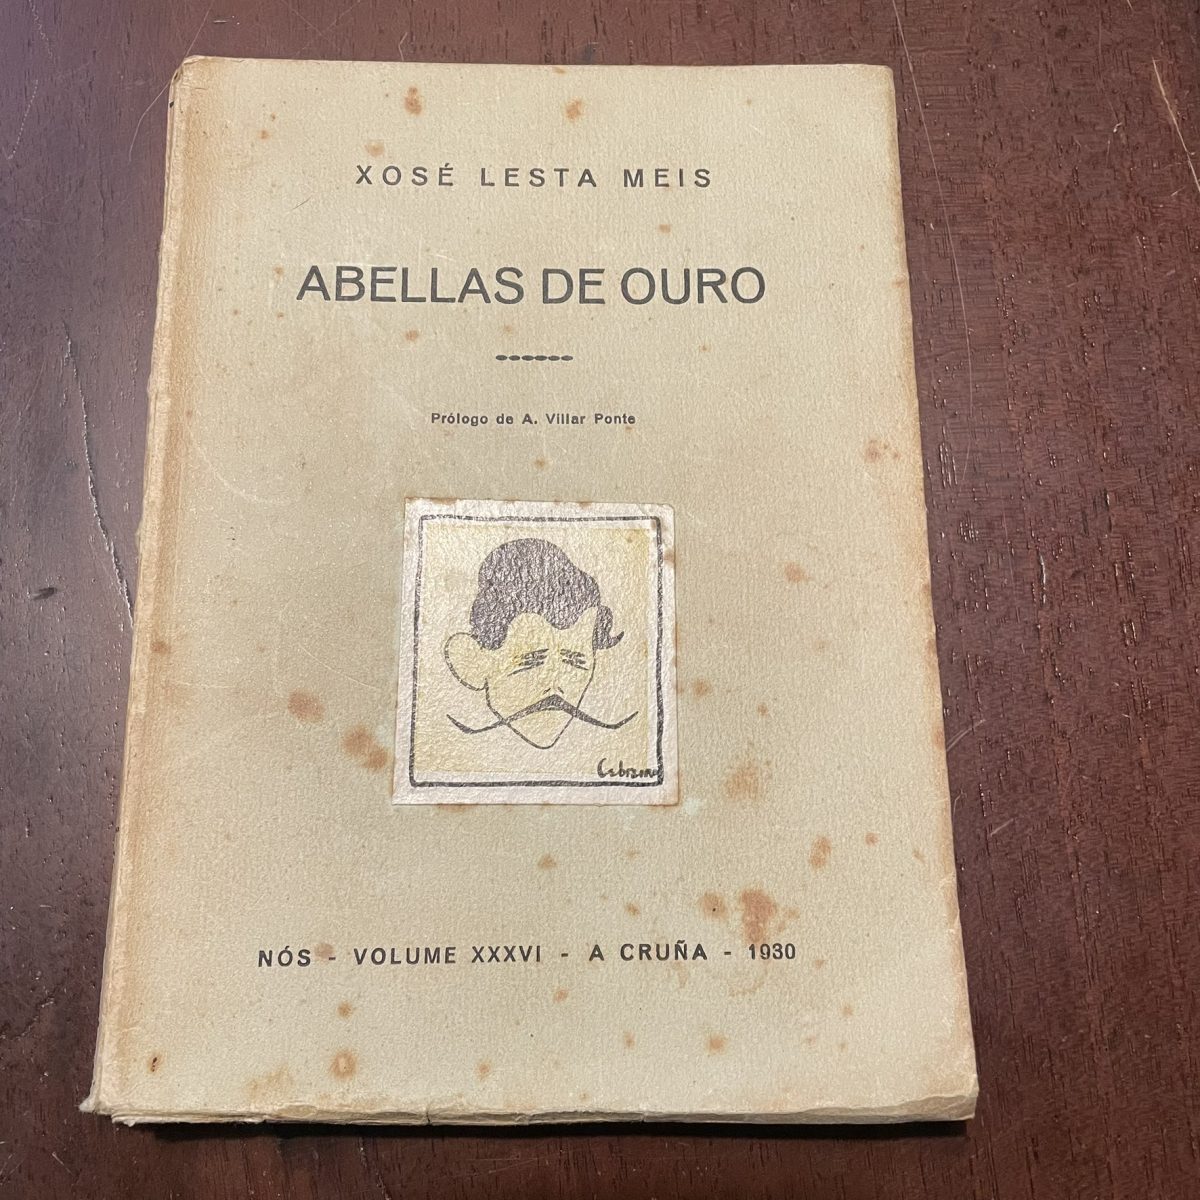 XOSÉ LESTA MEIS
ABELLAS DE OURO
Prólogo de A. Villar Ponte
NÓS - VOLUME XXXVI - A CRUÑA - 1930